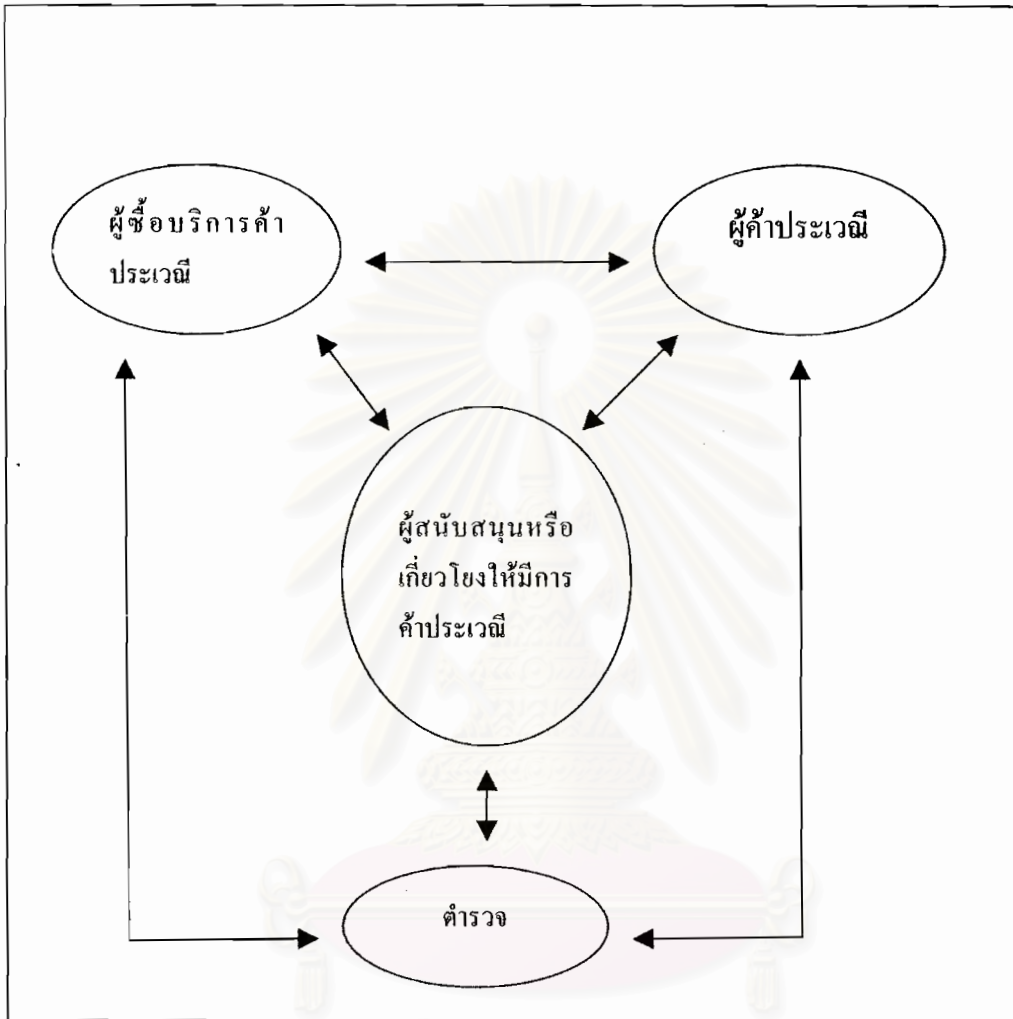 ผู้ซื้อบริการค้า
ประเวณี
ผู้ค้าประเวณี
ผู้สนับสนุนหรือ
เกี่ยวโยงให้มีการ
ค้าประเวณี
ตำรวจ